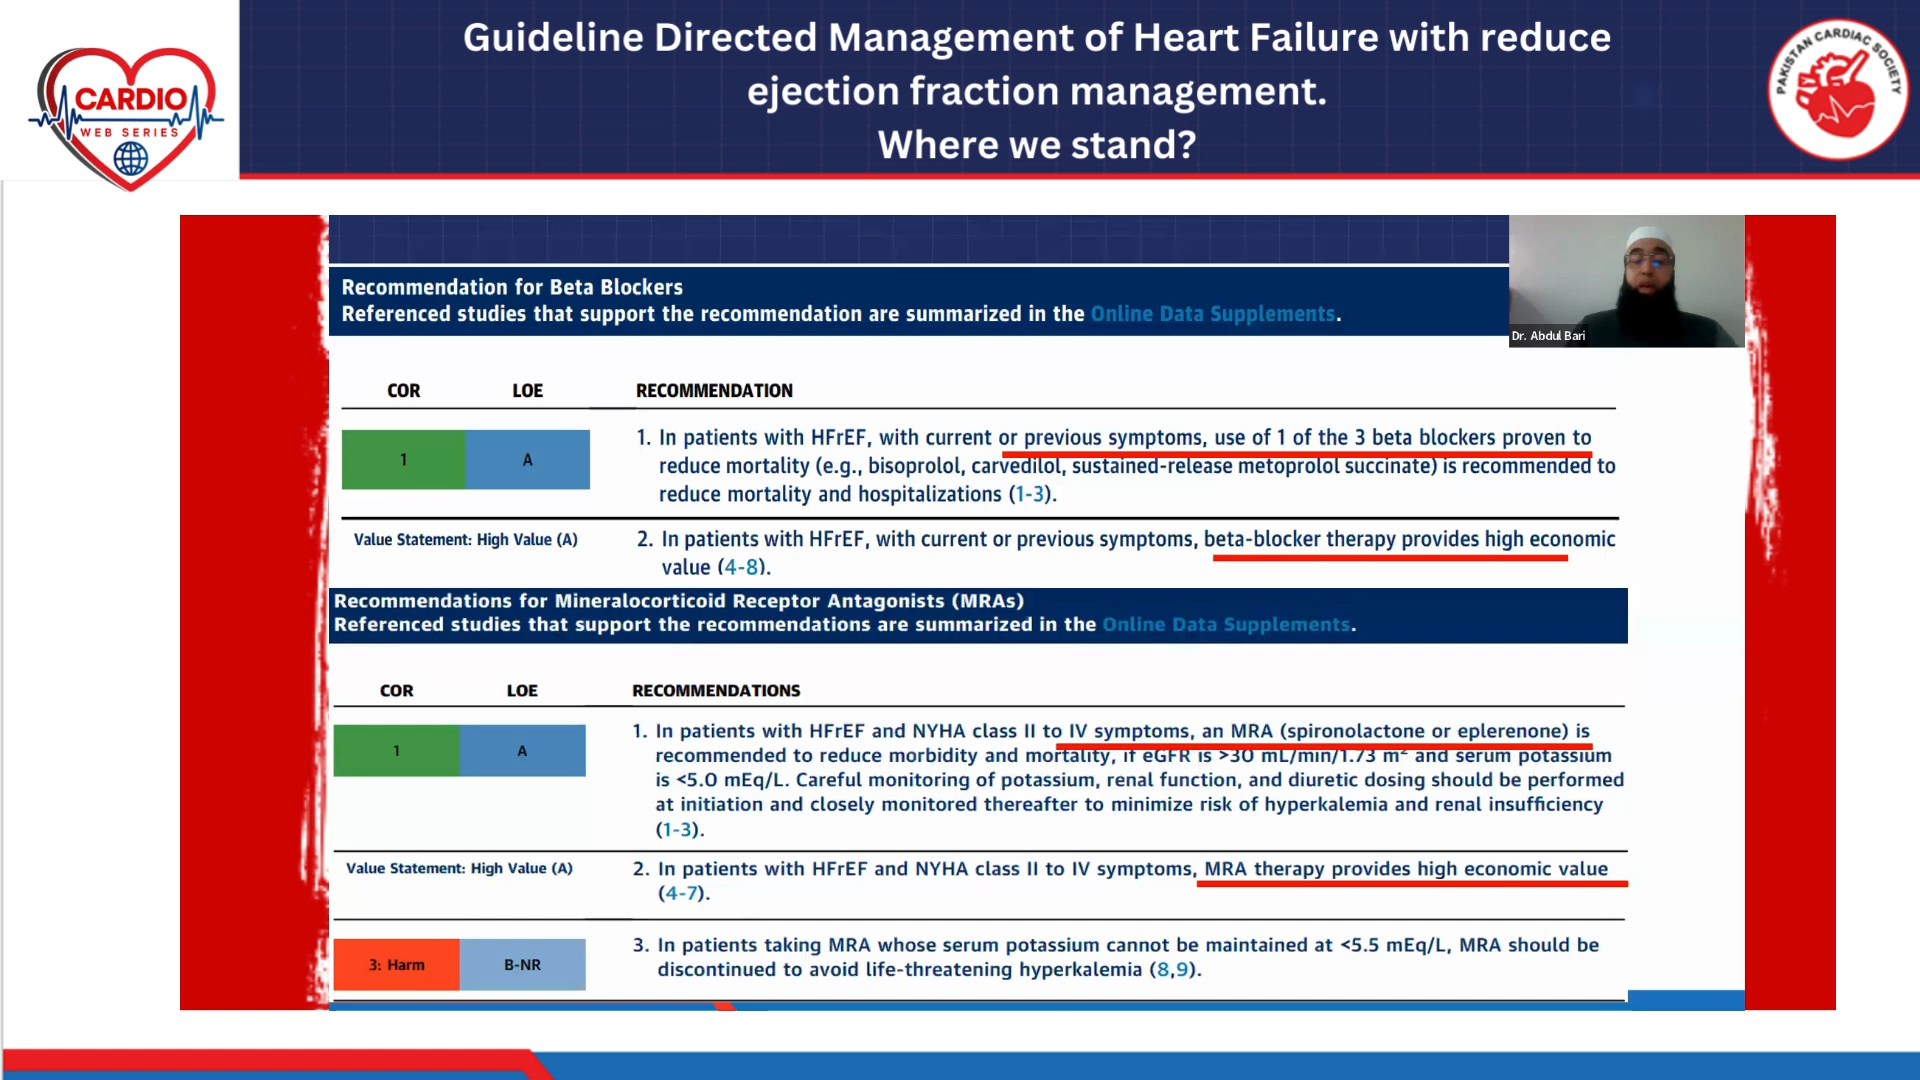 Guideline Directed Management of Heart Failure with reduce
ejection fraction management.
Where we stand?
CARDIO
WEB SERIES
PAKISTAN CARDIAC SOCIETY
Dr. Abdul Bari
Recommendation for Beta Blockers
Referenced studies that support the recommendation are summarized in the Online Data Supplements.
COR LOE RECOMMENDATION
1 A
1. In patients with HFrEF, with current or previous symptoms, use of 1 of the 3 beta blockers proven to
reduce mortality (e.g., bisoprolol, carvedilol, sustained-release metoprolol succinate) is recommended to
reduce mortality and hospitalizations (1-3).
Value Statement: High Value (A)
2. In patients with HFrEF, with current or previous symptoms, beta-blocker therapy provides high economic
value (4-8).
Recommendations for Mineralocorticoid Receptor Antagonists (MRAs)
Referenced studies that support the recommendations are summarized in the Online Data Supplements.
COR LOE RECOMMENDATIONS
1 A
1. In patients with HFrEF and NYHA class II to IV symptoms, an MRA (spironolactone or eplerenone) is
recommended to reduce morbidity and mortality, if eGFR is >30 mL/min/1.73 m² and serum potassium
is <5.0 mEq/L. Careful monitoring of potassium, renal function, and diuretic dosing should be performed
at initiation and closely monitored thereafter to minimize risk of hyperkalemia and renal insufficiency
(1-3).
Value Statement: High Value (A)
2. In patients with HFrEF and NYHA class II to IV symptoms, MRA therapy provides high economic value
(4-7).
3: Harm B-NR
3. In patients taking MRA whose serum potassium cannot be maintained at <5.5 mEq/L, MRA should be
discontinued to avoid life-threatening hyperkalemia (8,9).